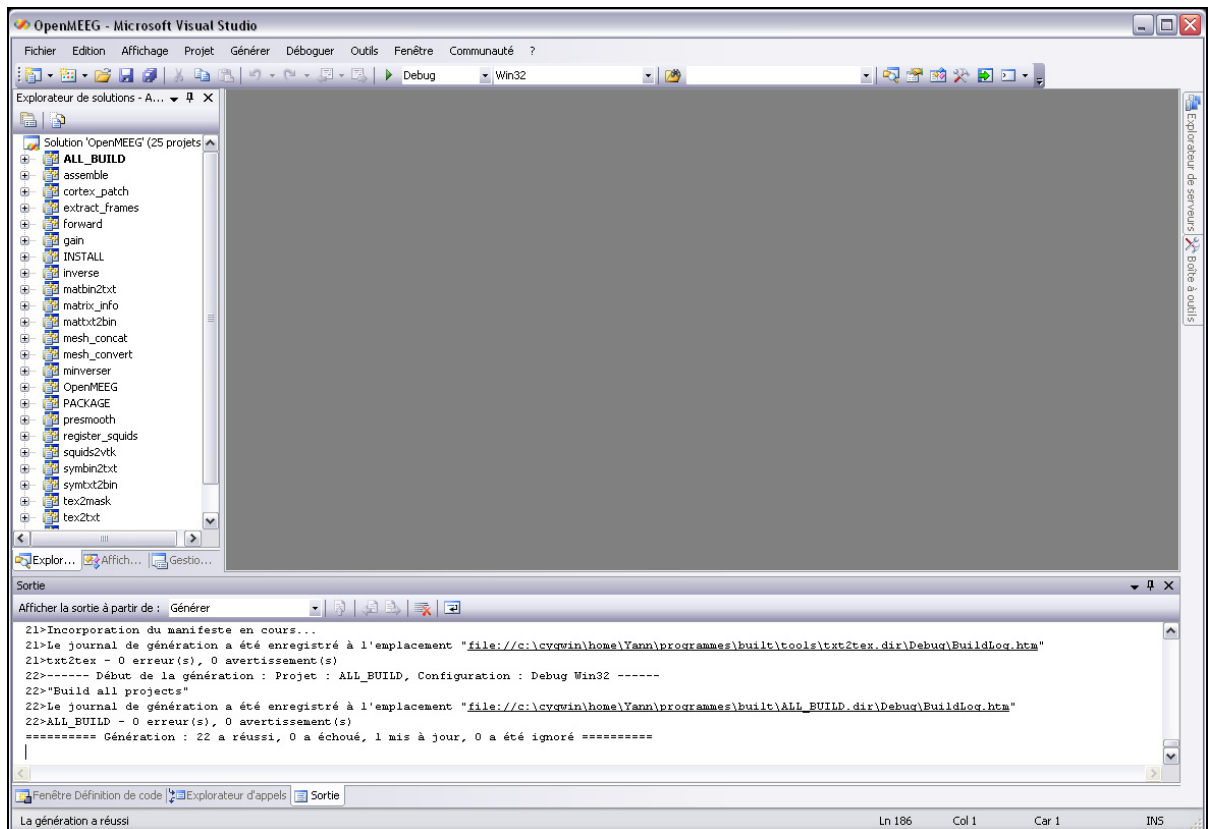 OpenMEEG - Microsoft Visual Studio
Fichier Edition Affichage Projet Générer Déboguer Outils Fenêtre Communauté ?
Debug Win32
Explorateur de solutions - A...
Solution 'OpenMEEG' (25 projets
ALL_BUILD
assemble
cortex_patch
extract_frames
forward
gain
INSTALL
inverse
matbin2txt
matrix_info
mattxt2bin
mesh_concat
mesh_convert
minverser
OpenMEEG
PACKAGE
presmooth
register_squids
squids2vtk
symbin2txt
symtxt2bin
tex2mask
tex2txt
Explor... Affich... Gestio...
Explorateur de serveurs
Boîte à outils
Sortie
Afficher la sortie à partir de : Générer
21>Incorporation du manifeste en cours...
21>Le journal de génération a été enregistré à l'emplacement "file://c:\cygwin\home\Yann\programmes\built\tools\txt2tex.dir\Debug\BuildLog.htm"
21>txt2tex - 0 erreur(s), 0 avertissement(s)
22>------ Début de la génération : Projet : ALL_BUILD, Configuration : Debug Win32 ------
22>"Build all projects"
22>Le journal de génération a été enregistré à l'emplacement "file://c:\cygwin\home\Yann\programmes\built\ALL_BUILD.dir\Debug\BuildLog.htm"
22>ALL_BUILD - 0 erreur(s), 0 avertissement(s)
========== Génération : 22 a réussi, 0 a échoué, 1 mis à jour, 0 a été ignoré ==========
Fenêtre Définition de code Explorateur d'appels Sortie
La génération a réussi Ln 186 Col 1 Car 1 INS